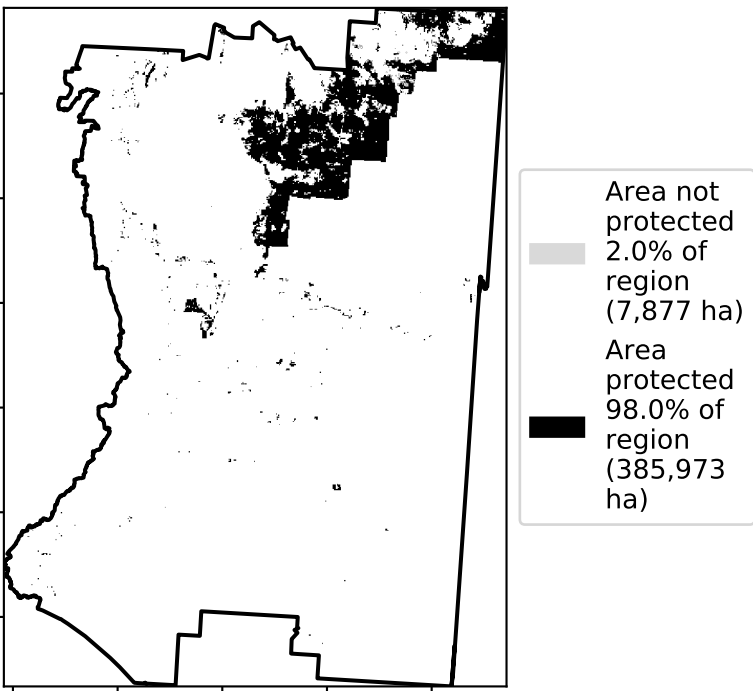 Area not
protected
2.0% of
region
(7,877 ha)
Area
protected
98.0% of
region
(385,973
ha)